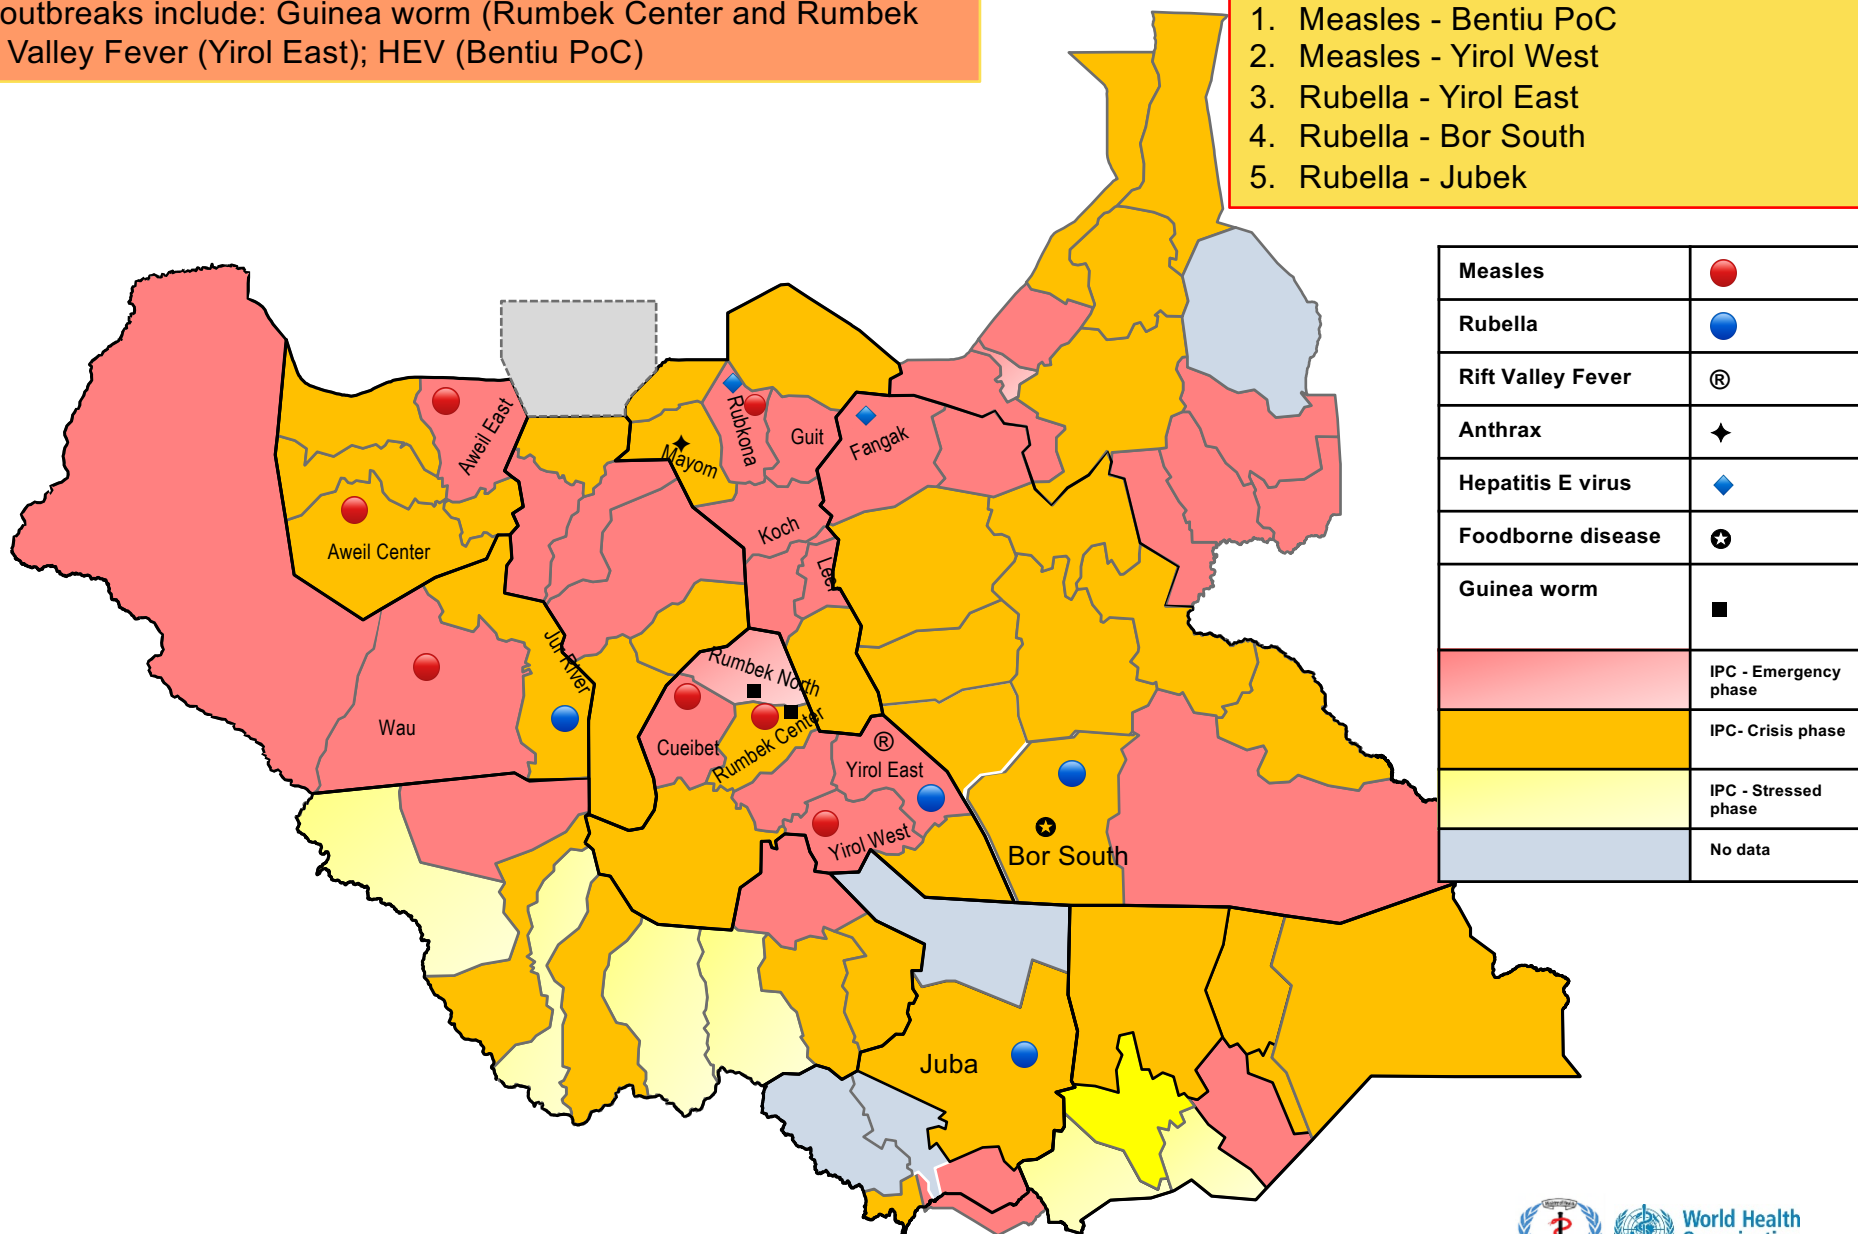 outbreaks include: Guinea worm (Rumbek Center and Rumbek
Valley Fever (Yirol East); HEV (Bentiu PoC)
1. Measles - Bentiu PoC
2. Measles - Yirol West
3. Rubella - Yirol East
4. Rubella - Bor South
5. Rubella - Jubek
Measles
Rubella
Rift Valley Fever
®
Anthrax
Hepatitis E virus
Foodborne disease
Guinea worm
IPC - Emergency
phase
IPC- Crisis phase
IPC - Stressed
phase
No data
Aweil East
Aweil Center
Mayom
Rubkona
Guit
Fangak
Koch
Leer
Jur River
Wau
Rumbek North
Cueibet
Rumbek Center
®
Yirol East
Yirol West
Bor South
Juba
World Health